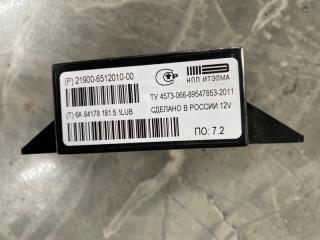 (P) 21900-6512010-00
НПП ИТЭЛМА
ТУ 4573-066-89547853-2011
СДЕЛАНО В РОССИИ 12V
(T) 6A 84178 181.5 1LUB
ПО: 7.2